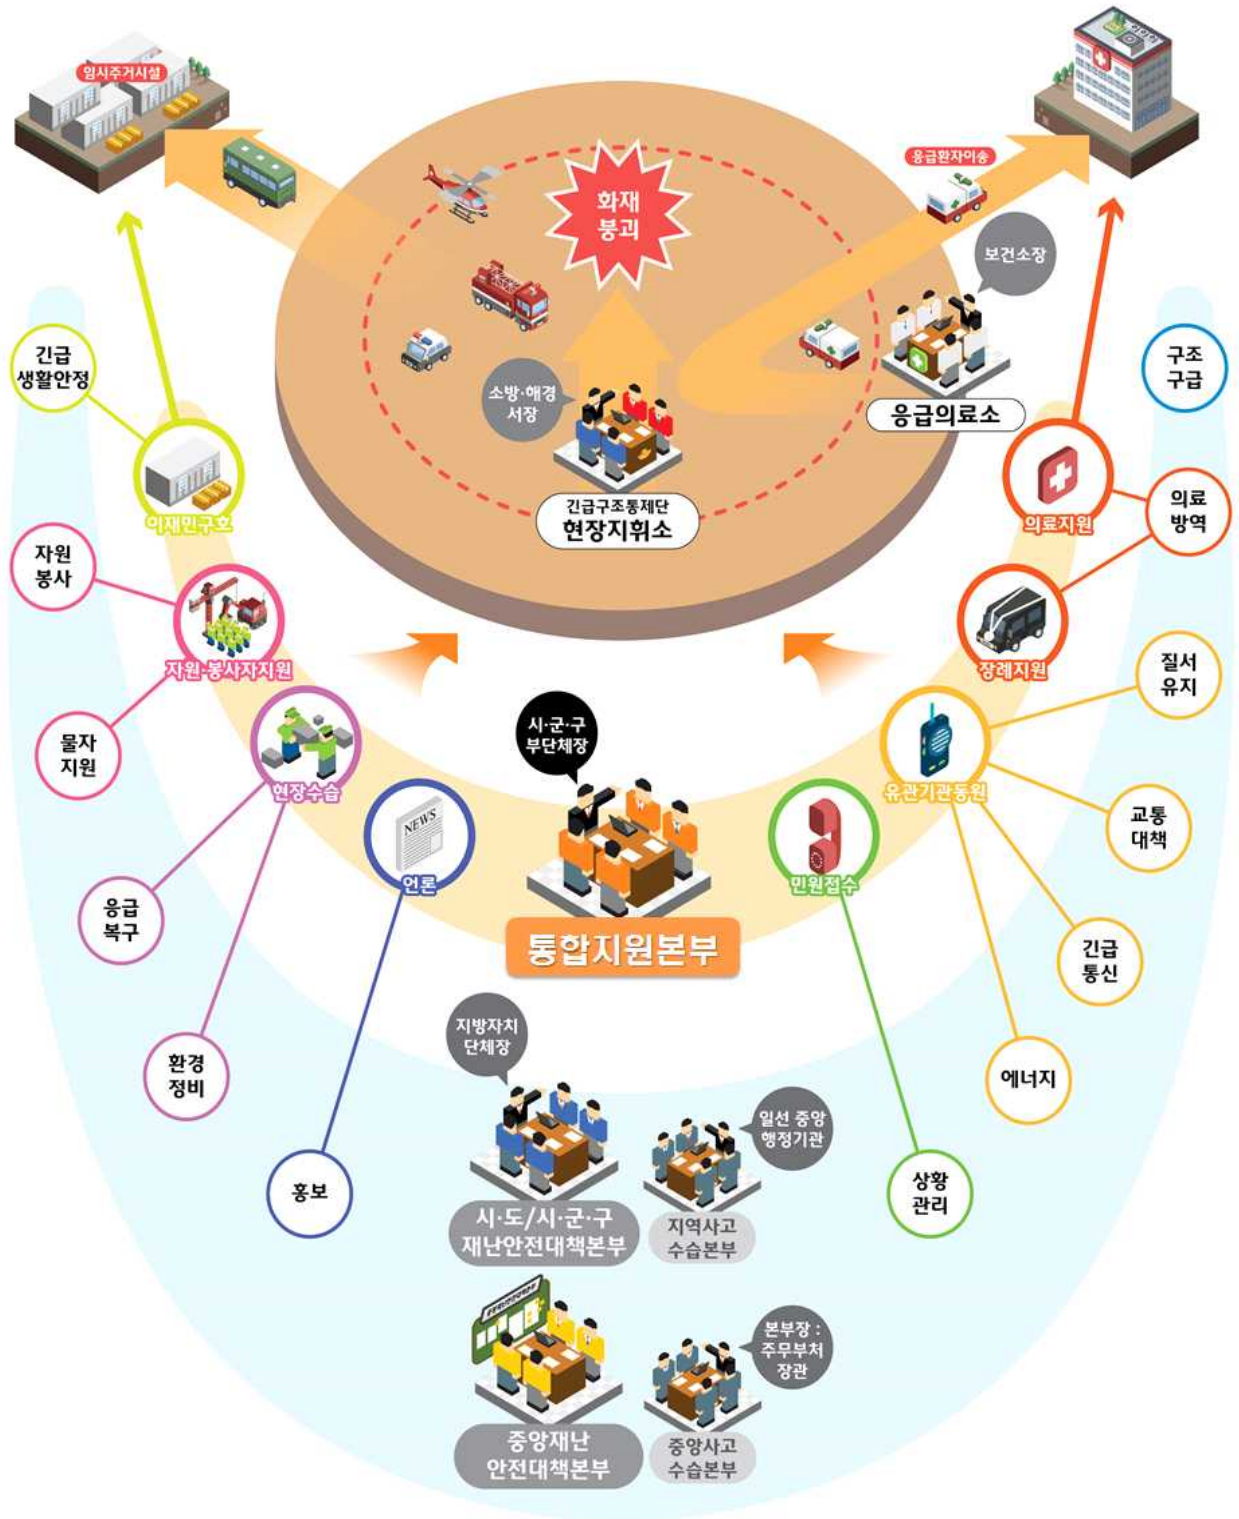 임시주거시설
응급환자이송
화재
붕괴
보건소장
소방·해경
서장
응급의료소
긴급구조통제단
현장지휘소
긴급
생활안정
구조
구급
이재민구호
의료지원
의료
방역
자원
봉사
자원·봉사자지원
장례지원
질서
유지
물자
지원
시·군·구
부단체장
현장수습
유관기관동원
교통
대책
NEWS
언론
민원접수
응급
복구
통합지원본부
긴급
통신
지방자치
단체장
환경
정비
에너지
일선 중앙
행정기관
홍보
상황
관리
시·도/시·군·구
재난안전대책본부
지역사고
수습본부
본부장 :
주무부처
장관
중앙재난
안전대책본부
중앙사고
수습본부